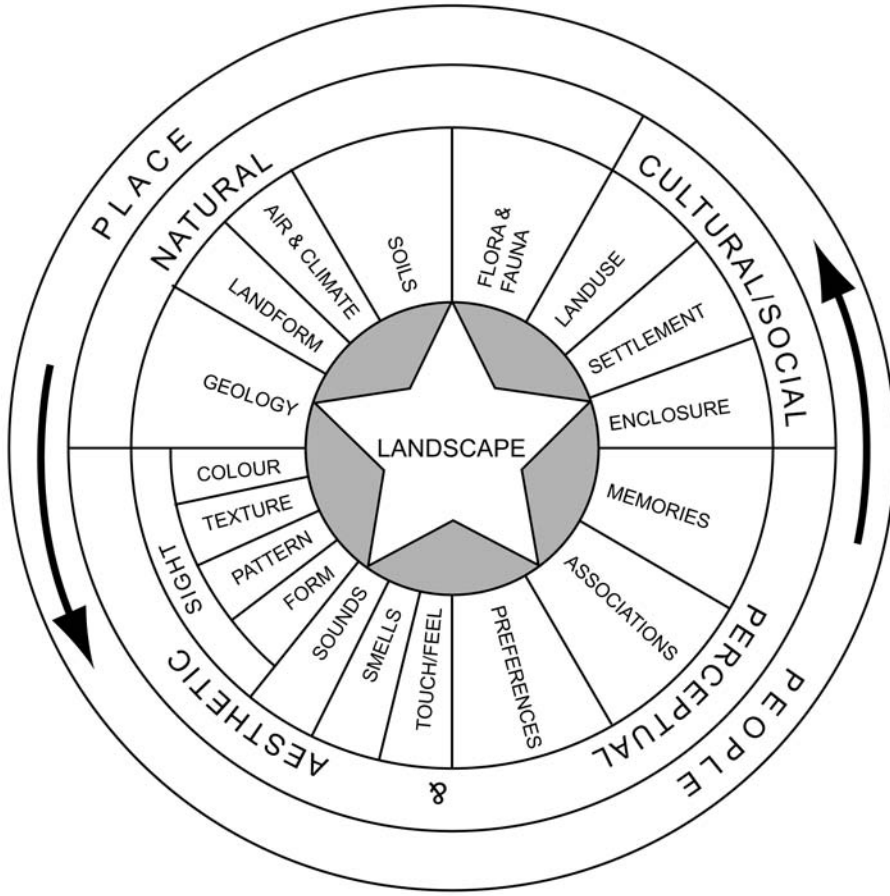 PLACE
NATURAL
CULTURAL/SOCIAL
AIR & CLIMATE
SOILS
FLORA &
FAUNA
LANDUSE
LANDFORM
SETTLEMENT
GEOLOGY
ENCLOSURE
LANDSCAPE
COLOUR
MEMORIES
TEXTURE
PATTERN
FORM
SIGHT
SOUNDS
SMELLS
TOUCH/FEEL
PREFERENCES
ASSOCIATIONS
AESTHETIC
&
PERCEPTUAL
PEOPLE